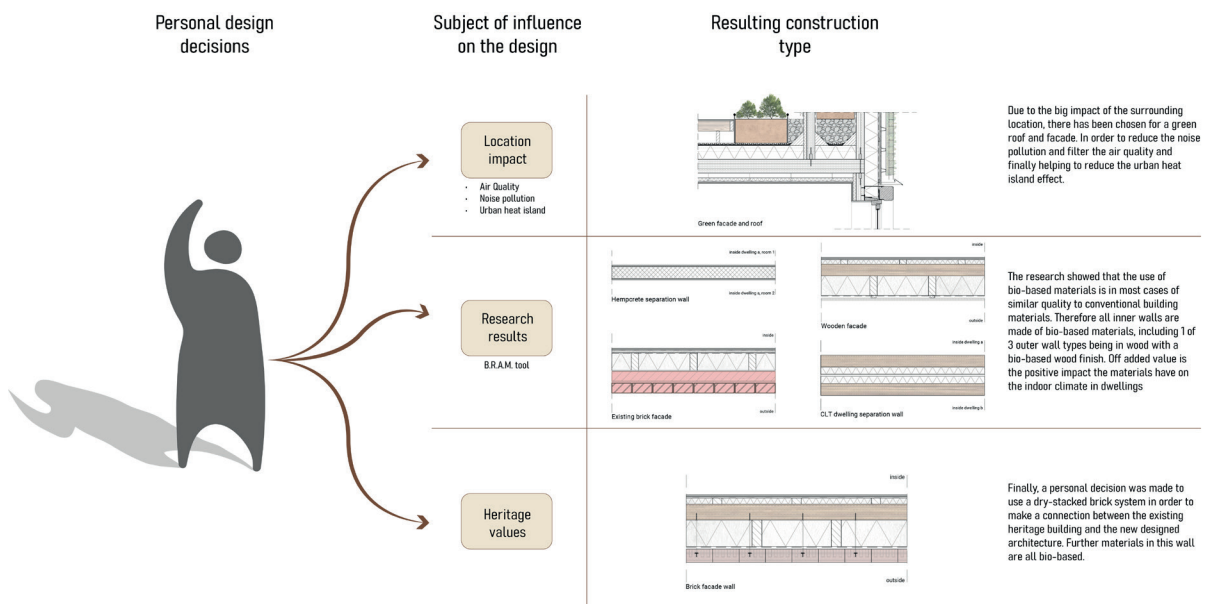 Personal design
decisions
Subject of influence
on the design
Resulting construction
type
Location
impact
• Air Quality
• Noise pollution
• Urban heat island
Green facade and roof
Due to the big impact of the surrounding
location, there has been chosen for a green
roof and facade. In order to reduce the noise
pollution and filter the air quality and
finally helping to reduce the urban heat
island effect.
Research
results
B.R.A.M. tool
inside dwelling a, room 1
inside dwelling a, room 2
Hempcrete separation wall
inside
outside
Wooden facade
inside
outside
Existing brick facade
inside dwelling a
inside dwelling b
CLT dwelling separation wall
The research showed that the use of
bio-based materials is in most cases of
similar quality to conventional building
materials. Therefore all inner walls are
made of bio-based materials, including 1 of
3 outer wall types being in wood with a
bio-based wood finish. Off added value is
the positive impact the materials have on
the indoor climate in dwellings
Heritage
values
inside
outside
Brick facade wall
Finally, a personal decision was made to
use a dry-stacked brick system in order to
make a connection between the existing
heritage building and the new designed
architecture. Further materials in this wall
are all bio-based.